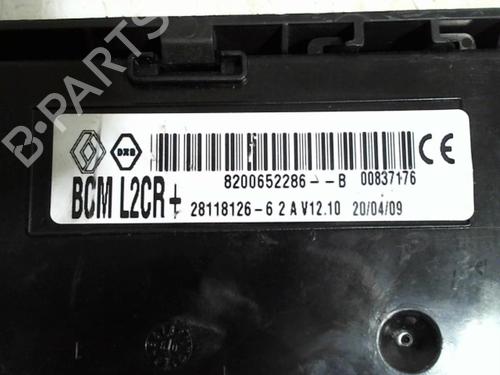 B-PARTS
8200652286--B 00837176
BCM L2CR+ 28118126-6 2 A V12.10 20/04/09
CE